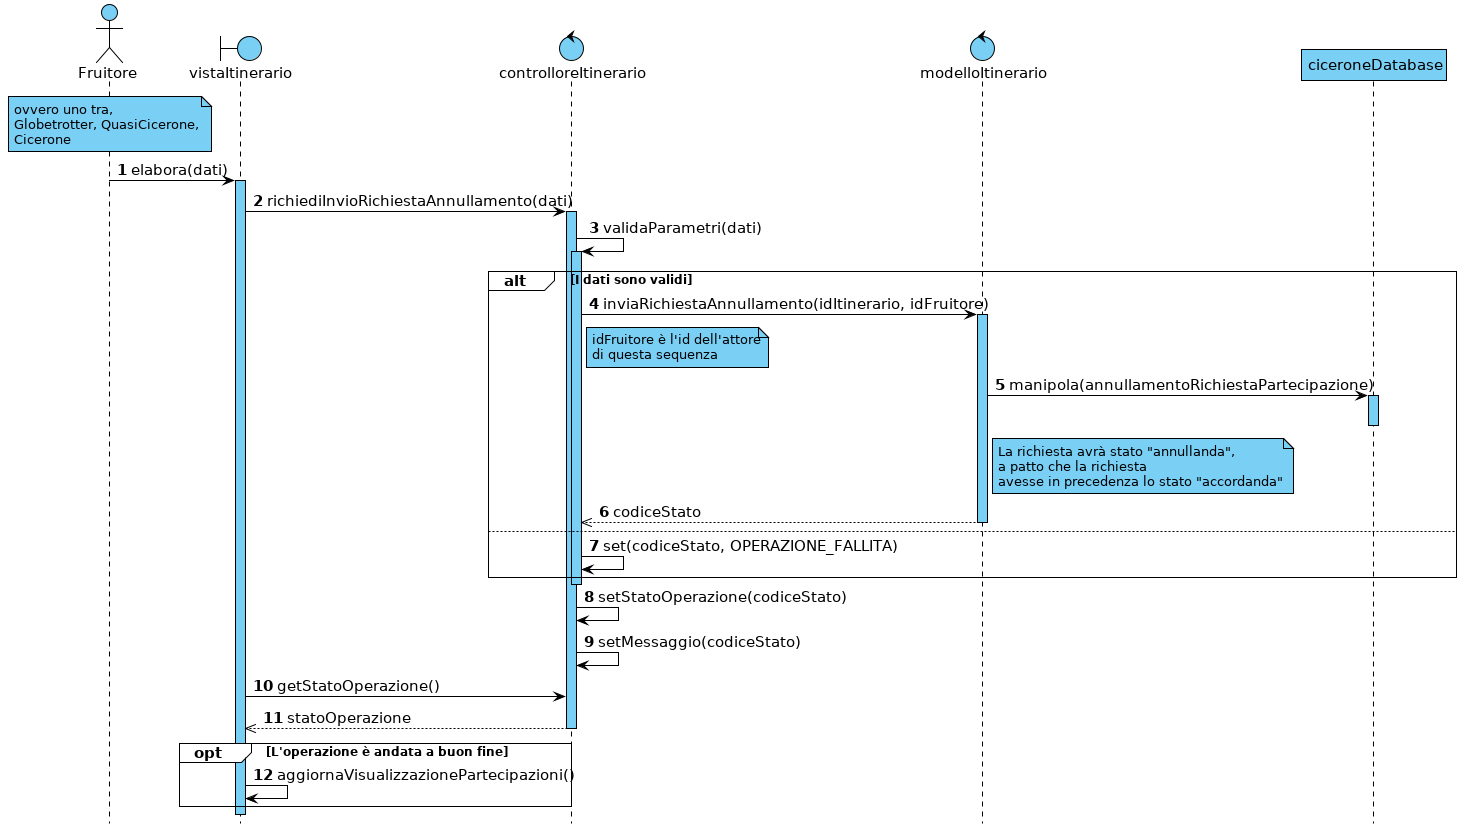 Fruitore
vistaItinerario
controlloreItinerario
modelloItinerario
ciceroneDatabase
ovvero uno tra,
Globetrotter, QuasiCicerone,
Cicerone
1 elabora(dati)
2 richiediInvioRichiestaAnnullamento(dati)
3 validaParametri(dati)
alt [I dati sono validi]
4 inviaRichiestaAnnullamento(idItinerario, idFruitore)
idFruitore è l'id dell'attore
di questa sequenza
5 manipola(annullamentoRichiestaPartecipazione)
La richiesta avrà stato "annullanda",
a patto che la richiesta
avesse in precedenza lo stato "accordanda"
6 codiceStato
7 set(codiceStato, OPERAZIONE_FALLITA)
8 setStatoOperazione(codiceStato)
9 setMessaggio(codiceStato)
10 getStatoOperazione()
11 statoOperazione
opt [L'operazione è andata a buon fine]
12 aggiornaVisualizzazionePartecipazioni()